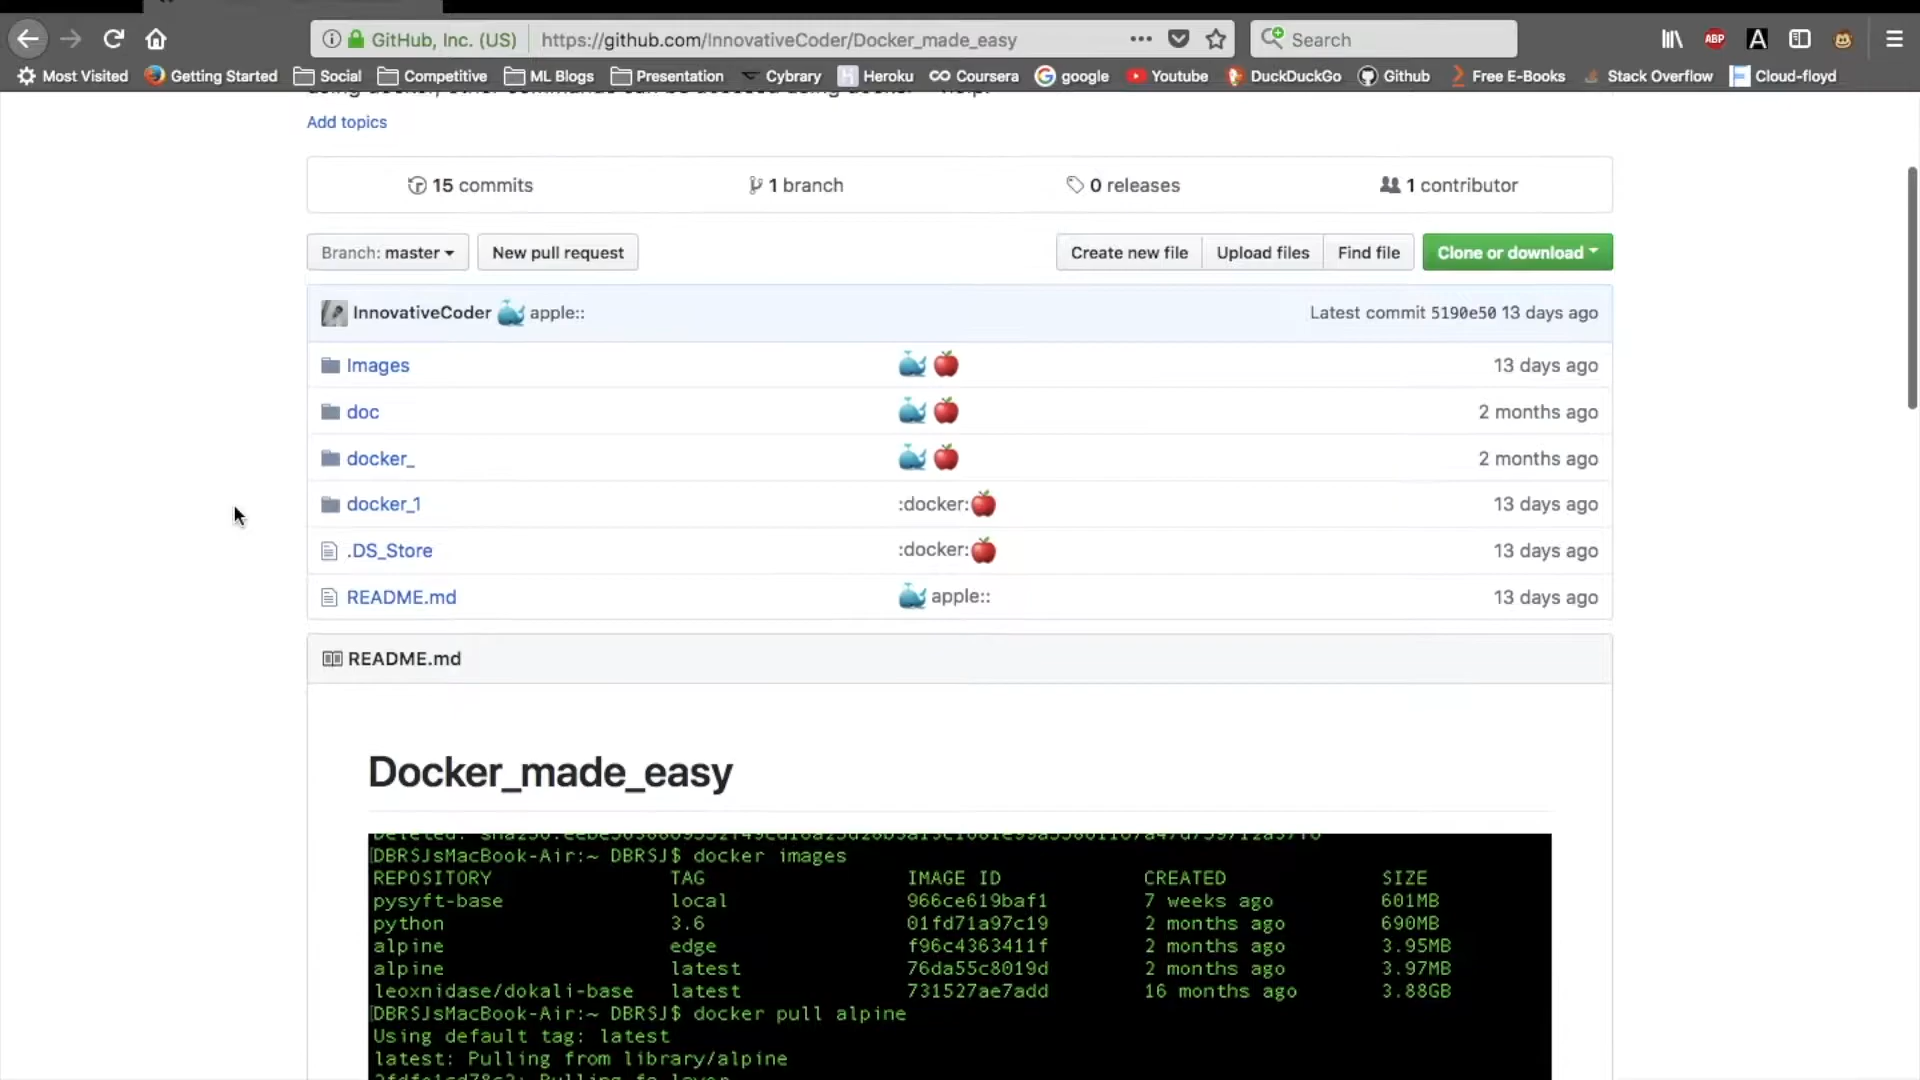 GitHub, Inc. (US) https://github.com/InnovativeCoder/Docker_made_easy Search ABP A
Most Visited Getting Started Social Competitive ML Blogs Presentation Cybrary H Heroku Coursera google Youtube DuckDuckGo Github Free E-Books Stack Overflow Cloud-floyd
Add topics
15 commits 1 branch 0 releases 1 contributor
Branch: master New pull request Create new file Upload files Find file Clone or download
InnovativeCoder apple:: Latest commit 5190e50 13 days ago
Images 13 days ago
doc 2 months ago
docker_ 2 months ago
docker_1 :docker: 13 days ago
.DS_Store :docker: 13 days ago
README.md apple:: 13 days ago
README.md
Docker_made_easy
DBRSJsMacBook-Air:~ DBRSJ$ docker images
REPOSITORY TAG IMAGE ID CREATED SIZE
pysyft-base local 966ce619baf1 7 weeks ago 601MB
python 3.6 01fd71a97c19 2 months ago 690MB
alpine edge f96c4363411f 2 months ago 3.95MB
alpine latest 76da55c8019d 2 months ago 3.97MB
leoxnidase/dokali-base latest 731527ae7add 16 months ago 3.88GB
DBRSJsMacBook-Air:~ DBRSJ$ docker pull alpine
Using default tag: latest
latest: Pulling from library/alpine